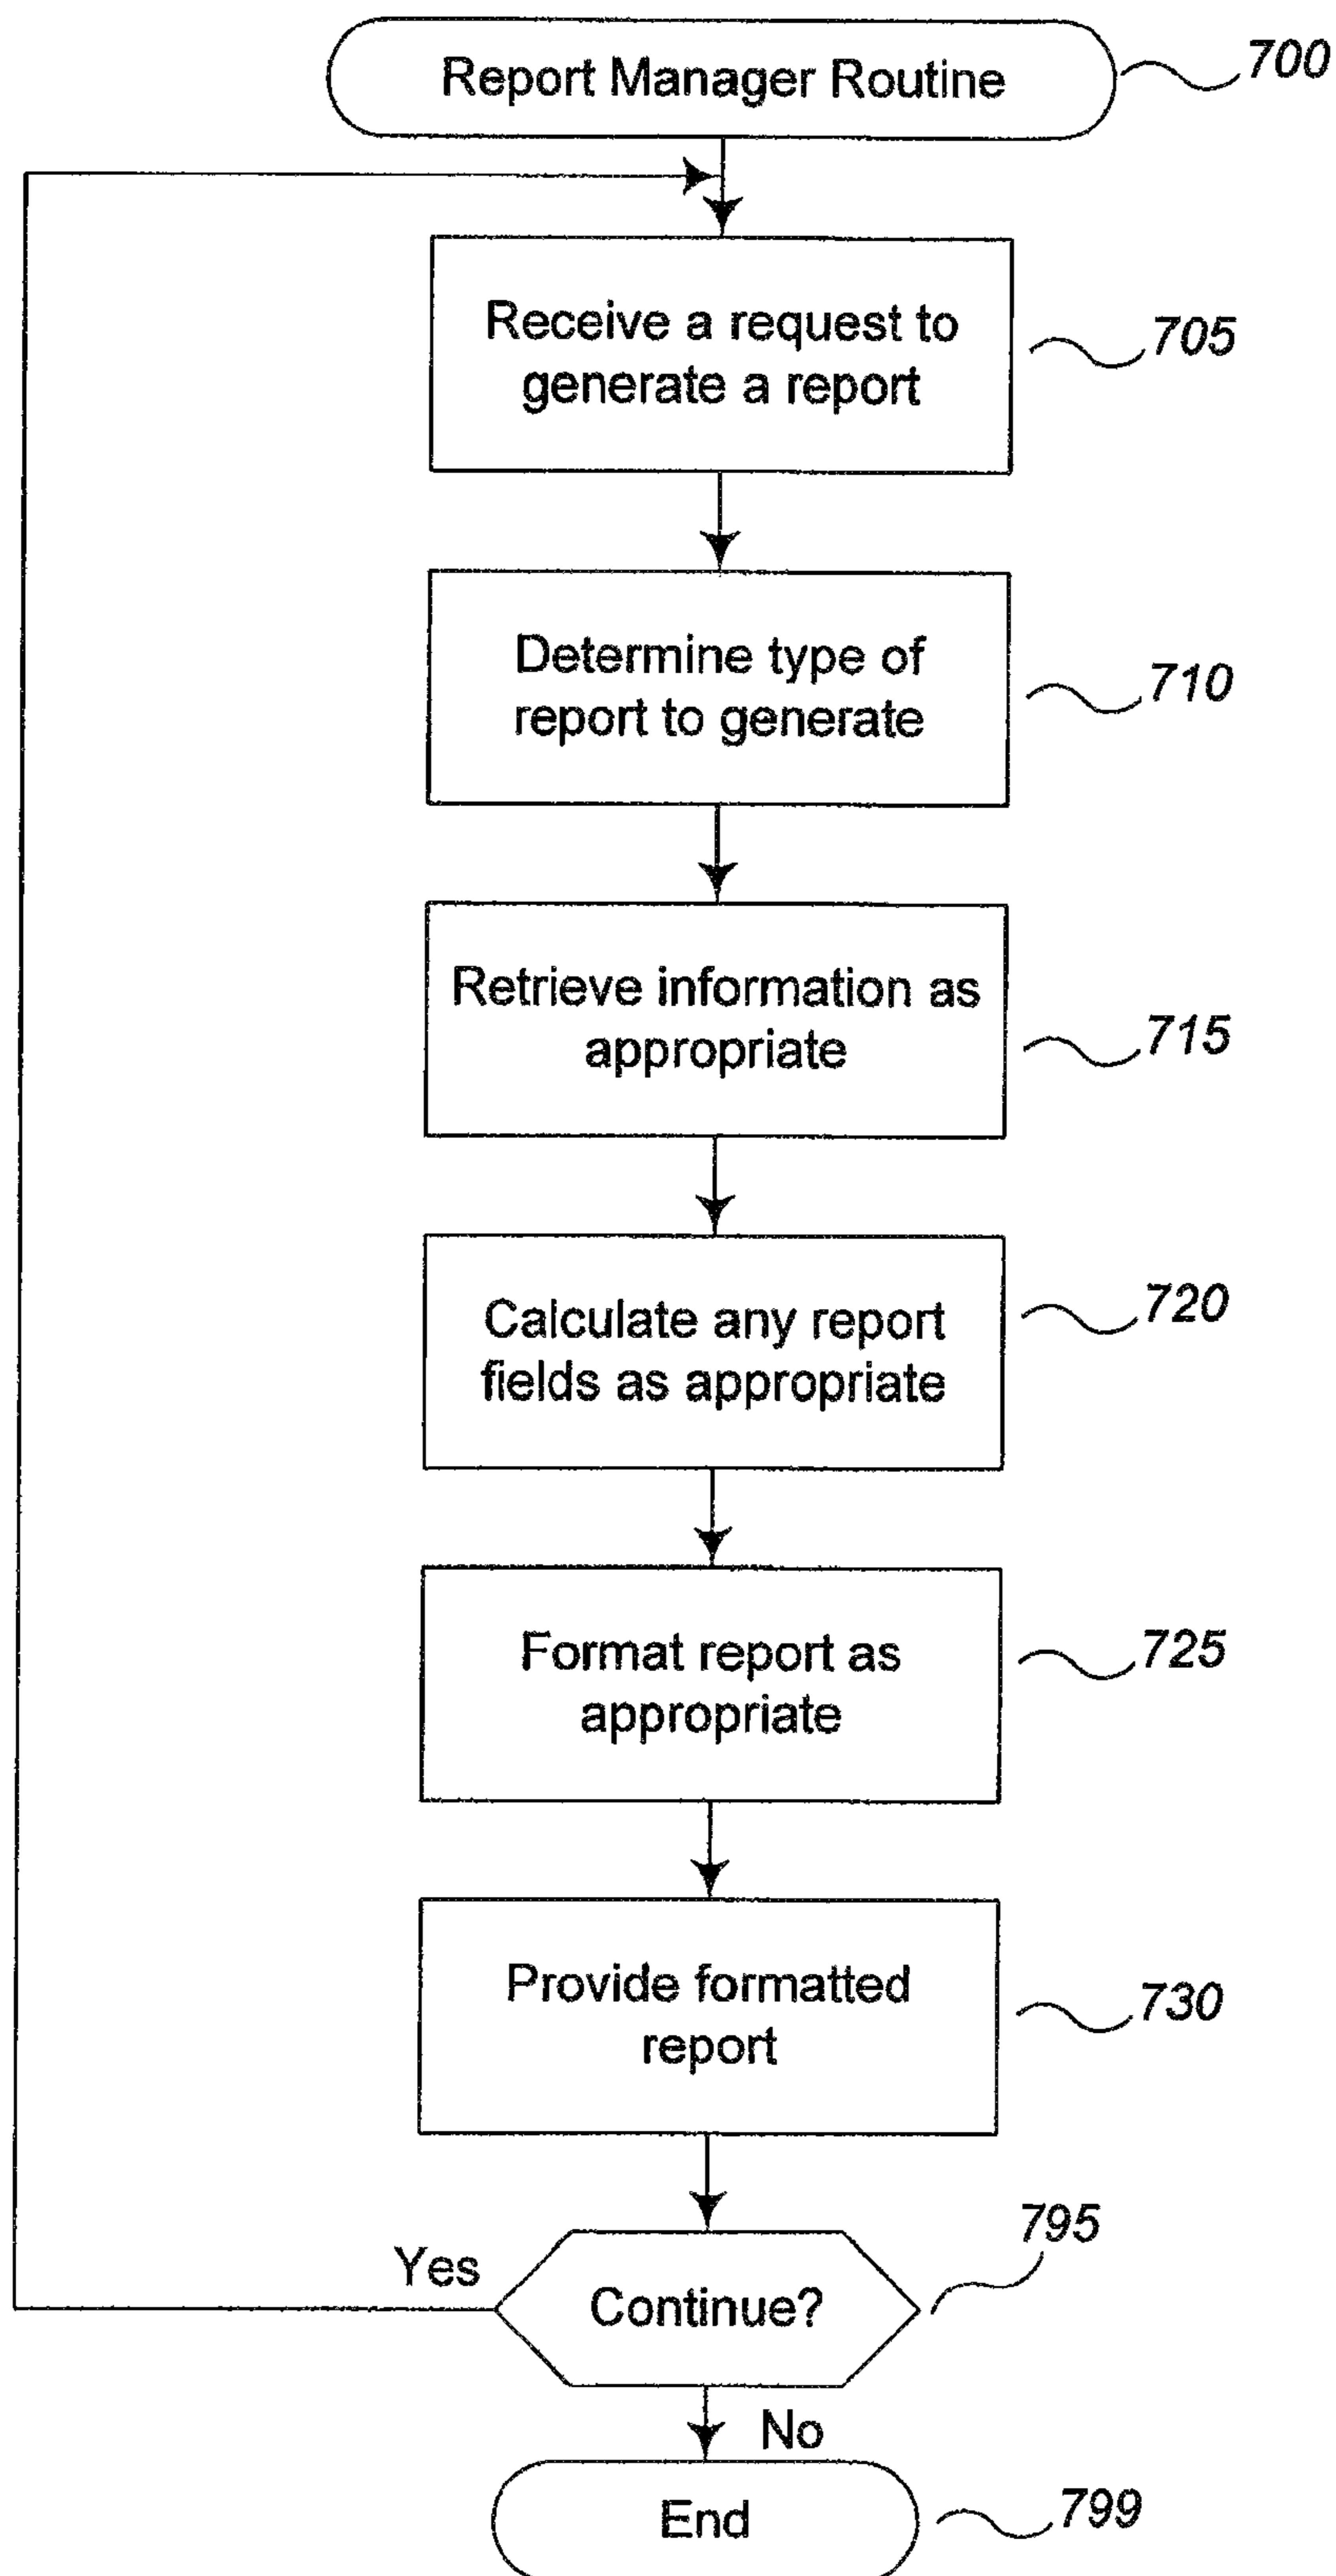 Report Manager Routine
700
Receive a request to
generate a report
705
Determine type of
report to generate
710
Retrieve information as
appropriate
715
Calculate any report
fields as appropriate
720
Format report as
appropriate
725
Provide formatted
report
730
Continue?
795
Yes
No
End
799